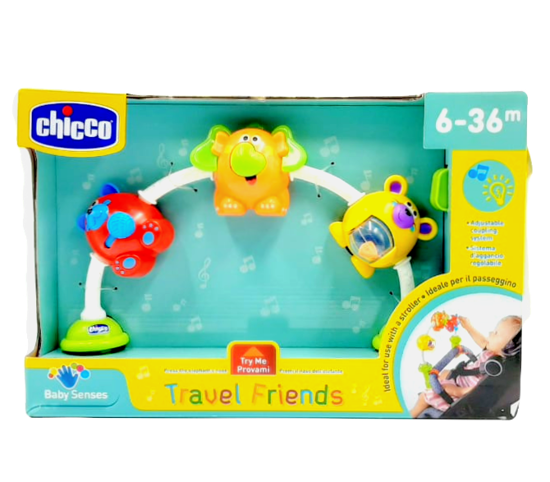 chicco
6-36m
• Adjustable
coupling
system
• Sistema
d'aggancio
regolabile
Ideal for use with a stroller • Ideale per il passeggino
chicco
Try Me
Provami
Baby Senses
Travel Friends